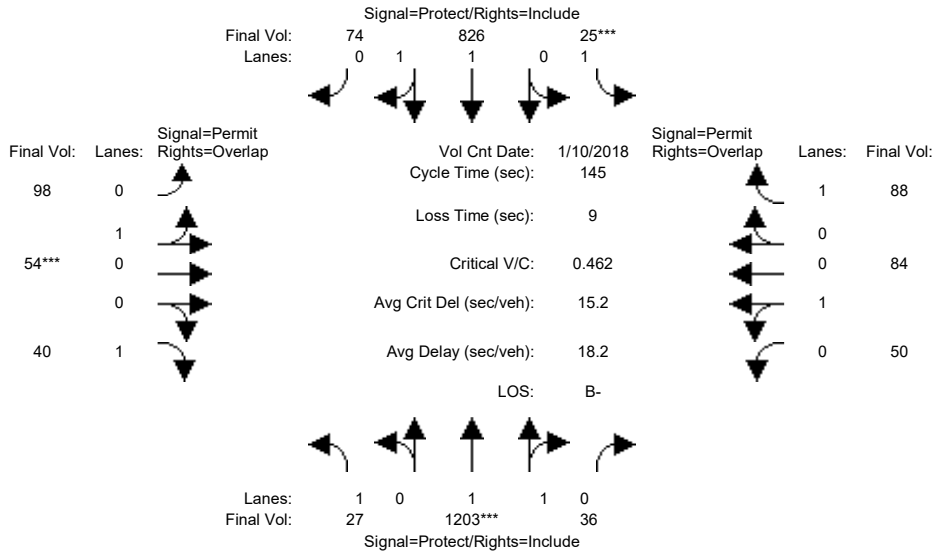 Signal=Protect/Rights=Include
Final Vol: 74 826 25***
Lanes: 0 1 1 0 1
Signal=Permit Signal=Permit
Final Vol: Lanes: Rights=Overlap Vol Cnt Date: 1/10/2018 Rights=Overlap Lanes: Final Vol:
Cycle Time (sec): 145
98 0 1 88
Loss Time (sec): 9
1 0
54*** 0 Critical V/C: 0.462 0 84
0 Avg Crit Del (sec/veh): 15.2 1
40 1 Avg Delay (sec/veh): 18.2 0 50
LOS: B-
Lanes: 1 0 1 1 0
Final Vol: 27 1203*** 36
Signal=Protect/Rights=Include